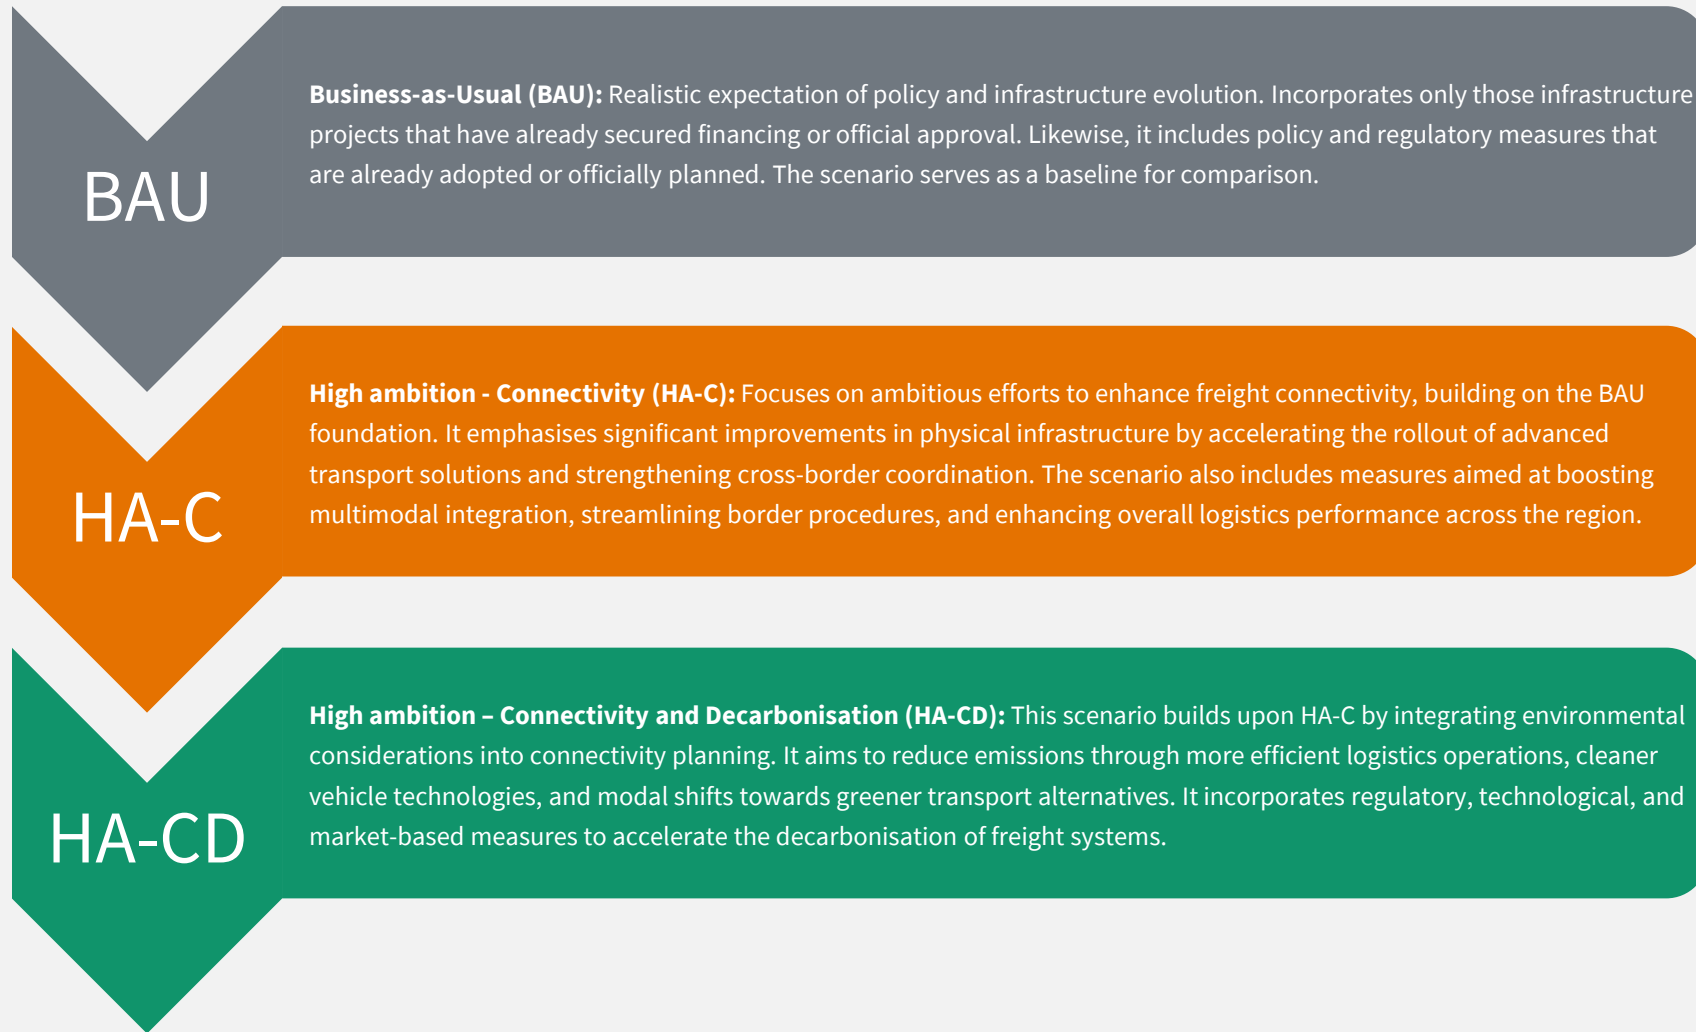 BAU
Business-as-Usual (BAU): Realistic expectation of policy and infrastructure evolution. Incorporates only those infrastructure
projects that have already secured financing or official approval. Likewise, it includes policy and regulatory measures that
are already adopted or officially planned. The scenario serves as a baseline for comparison.
HA-C
High ambition - Connectivity (HA-C): Focuses on ambitious efforts to enhance freight connectivity, building on the BAU
foundation. It emphasises significant improvements in physical infrastructure by accelerating the rollout of advanced
transport solutions and strengthening cross-border coordination. The scenario also includes measures aimed at boosting
multimodal integration, streamlining border procedures, and enhancing overall logistics performance across the region.
HA-CD
High ambition – Connectivity and Decarbonisation (HA-CD): This scenario builds upon HA-C by integrating environmental
considerations into connectivity planning. It aims to reduce emissions through more efficient logistics operations, cleaner
vehicle technologies, and modal shifts towards greener transport alternatives. It incorporates regulatory, technological, and
market-based measures to accelerate the decarbonisation of freight systems.